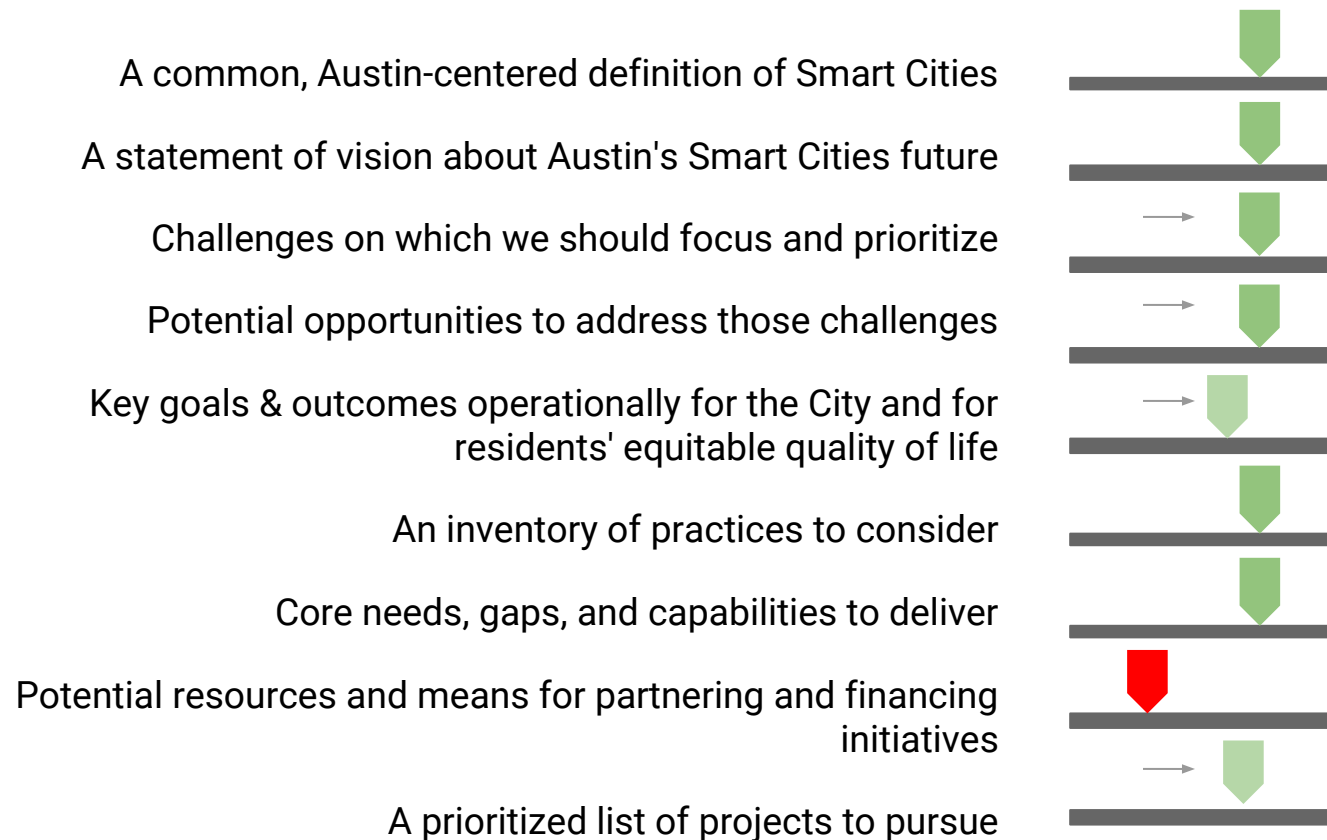 A common, Austin-centered definition of Smart Cities
A statement of vision about Austin's Smart Cities future
Challenges on which we should focus and prioritize
Potential opportunities to address those challenges
Key goals & outcomes operationally for the City and for
residents' equitable quality of life
An inventory of practices to consider
Core needs, gaps, and capabilities to deliver
Potential resources and means for partnering and financing
initiatives
A prioritized list of projects to pursue